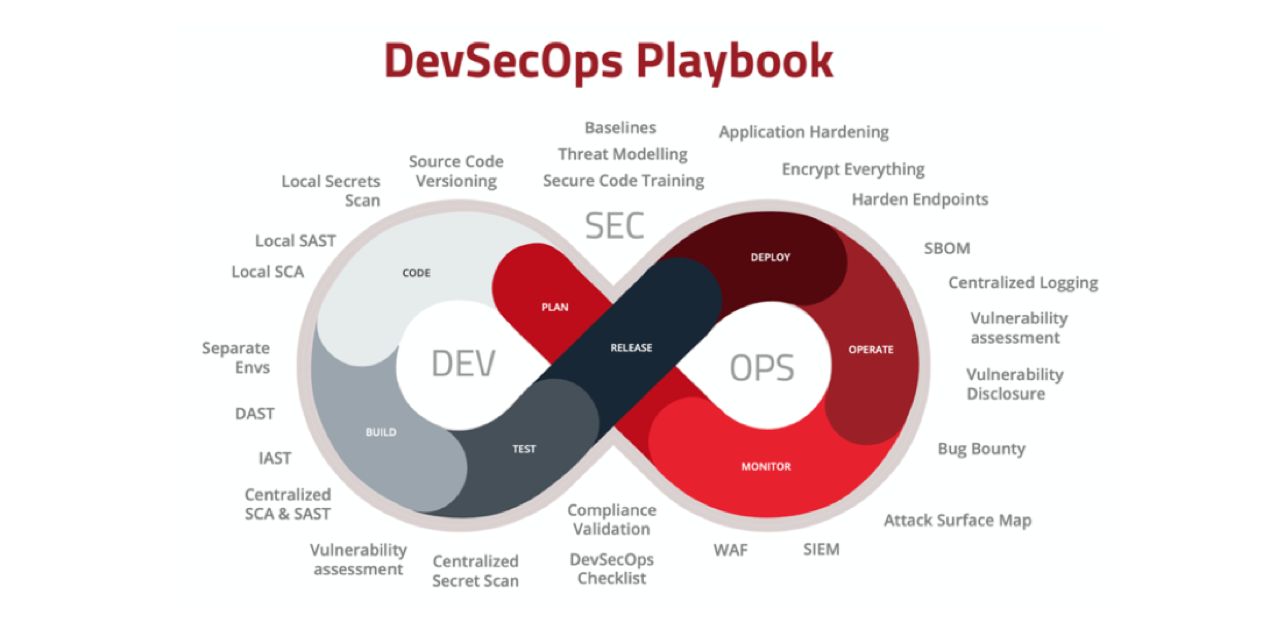 DevSecOps Playbook
Baselines
Threat Modelling
Secure Code Training
SEC
Application Hardening
Encrypt Everything
Harden Endpoints
SBOM
Centralized Logging
Vulnerability
assessment
Vulnerability
Disclosure
Bug Bounty
Attack Surface Map
SIEM
WAF
Source Code
Versioning
Local Secrets
Scan
Local SAST
Local SCA
Separate
Envs
DAST
IAST
Centralized
SCA & SAST
Vulnerability
assessment
Centralized
Secret Scan
Compliance
Validation
DevSecOps
Checklist
DEV
OPS
PLAN
CODE
BUILD
TEST
RELEASE
DEPLOY
OPERATE
MONITOR